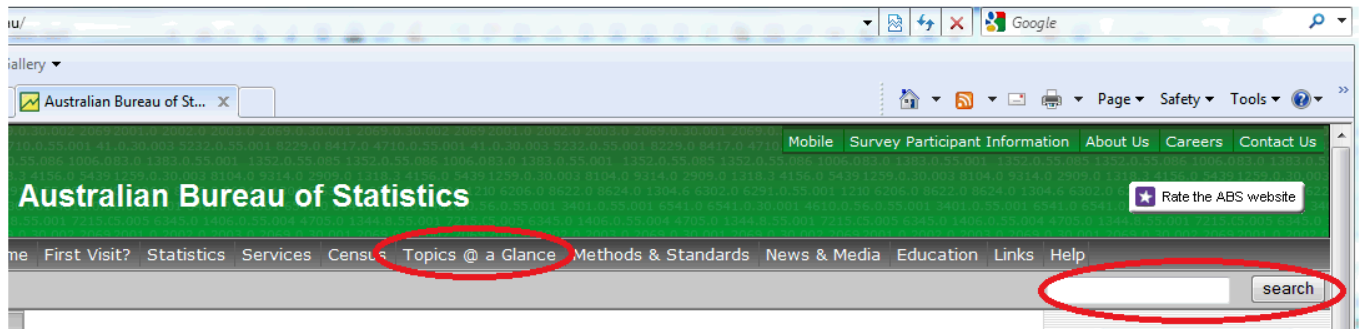 au/
Google
Gallery
Australian Bureau of St... x
Page Safety Tools
Mobile Survey Participant Information About Us Careers Contact Us
Australian Bureau of Statistics
Rate the ABS website
me First Visit? Statistics Services Census Topics @ a Glance Methods & Standards News & Media Education Links Help
search